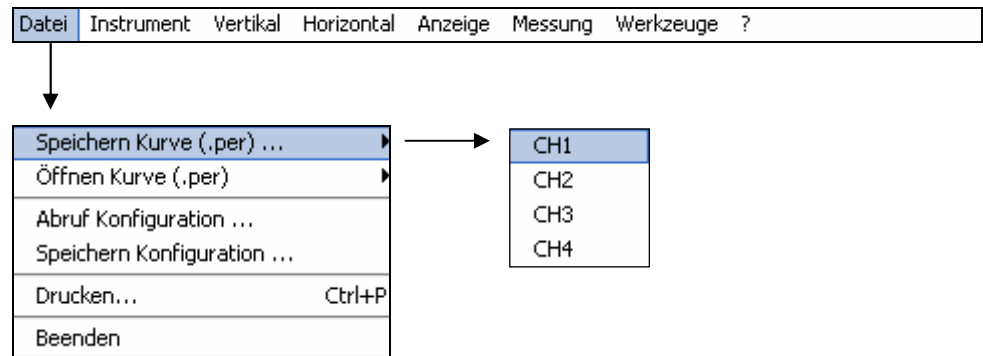 Datei Instrument Vertikal Horizontal Anzeige Messung Werkzeuge ?
Speichern Kurve (.per) ...
Öffnen Kurve (.per)
Abruf Konfiguration ...
Speichern Konfiguration ...
Drucken... Ctrl+P
Beenden
CH1
CH2
CH3
CH4